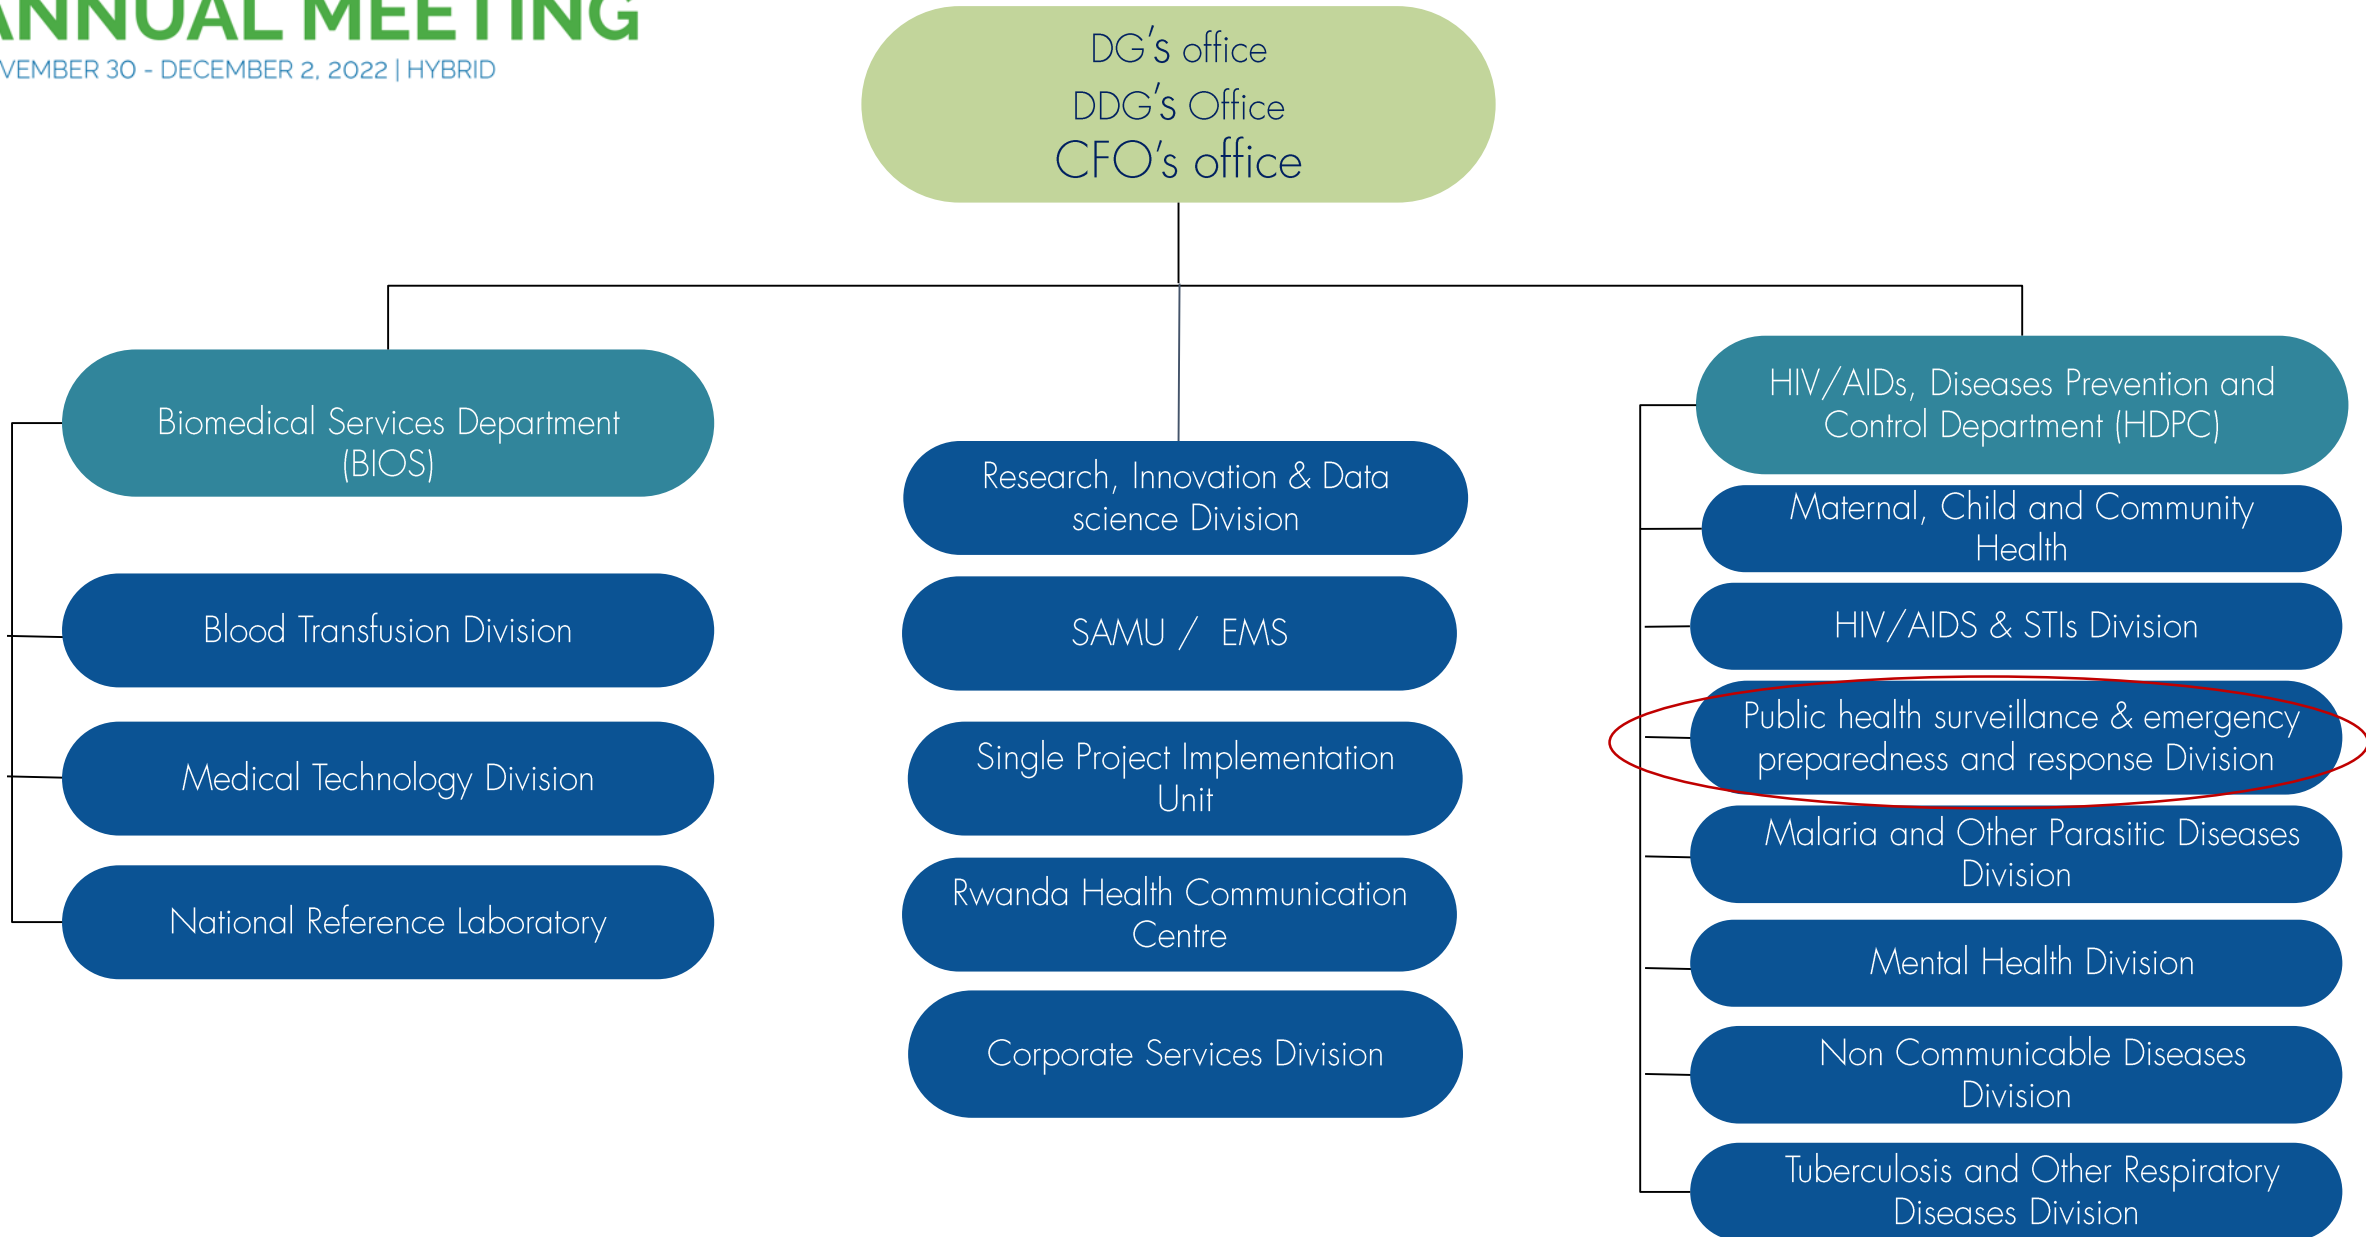 ANNUAL MEETING
VEMBER 30 - DECEMBER 2, 2022 | HYBRID
DG's office
DDG's Office
CFO's office
Biomedical Services Department
(BIOS)
Blood Transfusion Division
Medical Technology Division
National Reference Laboratory
Research, Innovation & Data
science Division
SAMU / EMS
Single Project Implementation
Unit
Rwanda Health Communication
Centre
Corporate Services Division
HIV/AIDs, Diseases Prevention and
Control Department (HDPC)
Maternal, Child and Community
Health
HIV/AIDS & STIs Division
Public health surveillance & emergency
preparedness and response Division
Malaria and Other Parasitic Diseases
Division
Mental Health Division
Non Communicable Diseases
Division
Tuberculosis and Other Respiratory
Diseases Division